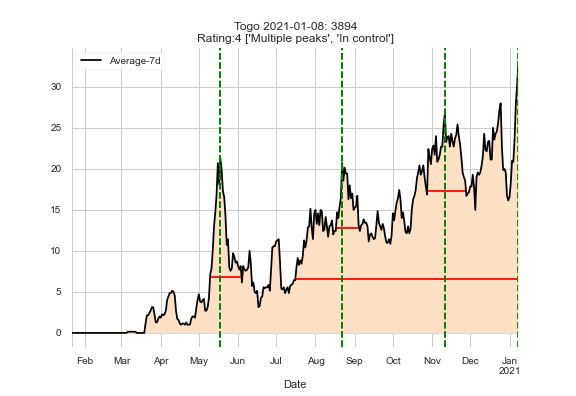 Togo 2021-01-08: 3894
Rating:4 ['Multiple peaks', 'In control']
Average-7d
30
25
20
15
10
5
0
Feb Mar Apr May Jun Jul Aug Sep Oct Nov Dec Jan
2021
Date